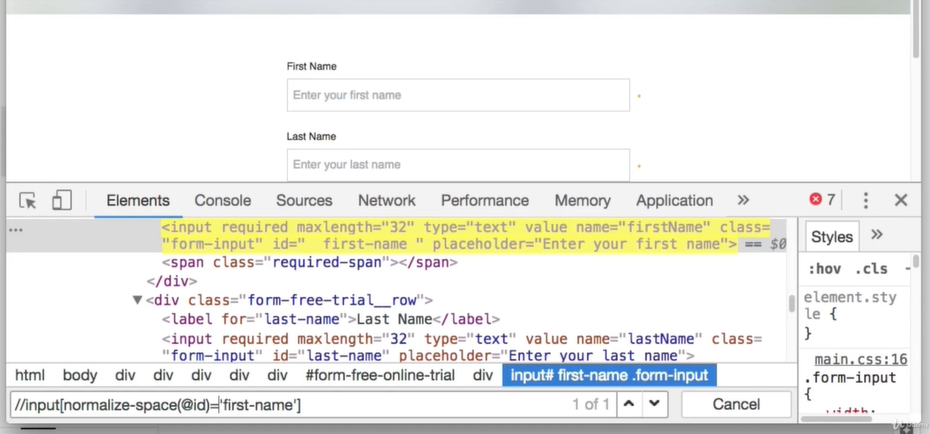 First Name
Enter your first name
Last Name
Enter your last name
Elements Console Sources Network Performance Memory Application » 7
... <input required maxlength="32" type="text" value name="firstName" class=
"form-input" id="  first-name " placeholder="Enter your first name"> == $0
<span class="required-span"></span>
</div>
▼<div class="form-free-trial__row">
<label for="last-name">Last Name</label>
<input required maxlength="32" type="text" value name="lastName" class=
"form-input" id="last-name" placeholder="Enter your last name">
Styles »
:hov .cls
element.sty
le {
}
main.css:16
.form-input
{
width:
html body div div div div div #form-free-online-trial div input# first-name .form-input
//input[normalize-space(@id)='first-name'] 1 of 1 Cancel